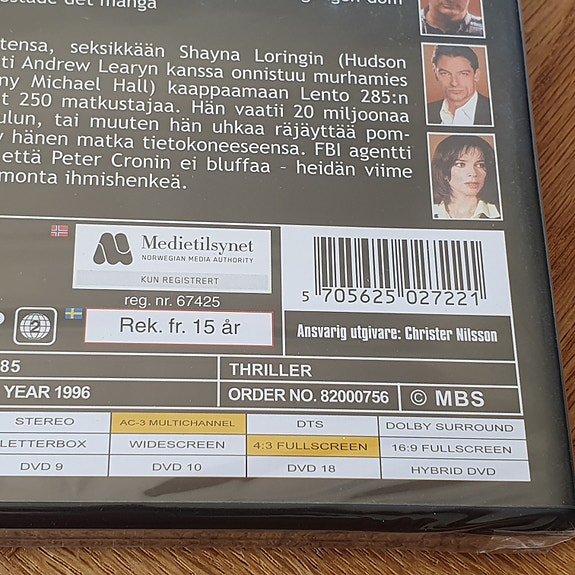 det många
tensa, seksikkään Shayna Loringin (Hudson
ti Andrew Learyn kanssa onnistuu murhamies
ny Michael Hall) kaappaamaan Lento 285:n
t 250 matkustajaa. Hän vaatii 20 miljoonaa
ulun, tai muuten hän uhkaa räjäyttää pom-
hänen matka tietokoneeseensa. FBI agentti
että Peter Cronin ei bluffaa – heidän viime
monta ihmishenkeä.
Medietilsynet
NORWEGIAN MEDIA AUTHORITY
KUN REGISTRERT
reg. nr. 67425
5 705625 027221
2
Rek. fr. 15 år
Ansvarig utgivare: Christer Nilsson
85
THRILLER
YEAR 1996
ORDER NO. 82000756
© MBS
STEREO
AC-3 MULTICHANNEL
DTS
DOLBY SURROUND
LETTERBOX
WIDESCREEN
4:3 FULLSCREEN
16:9 FULLSCREEN
DVD 9
DVD 10
DVD 18
HYBRID DVD